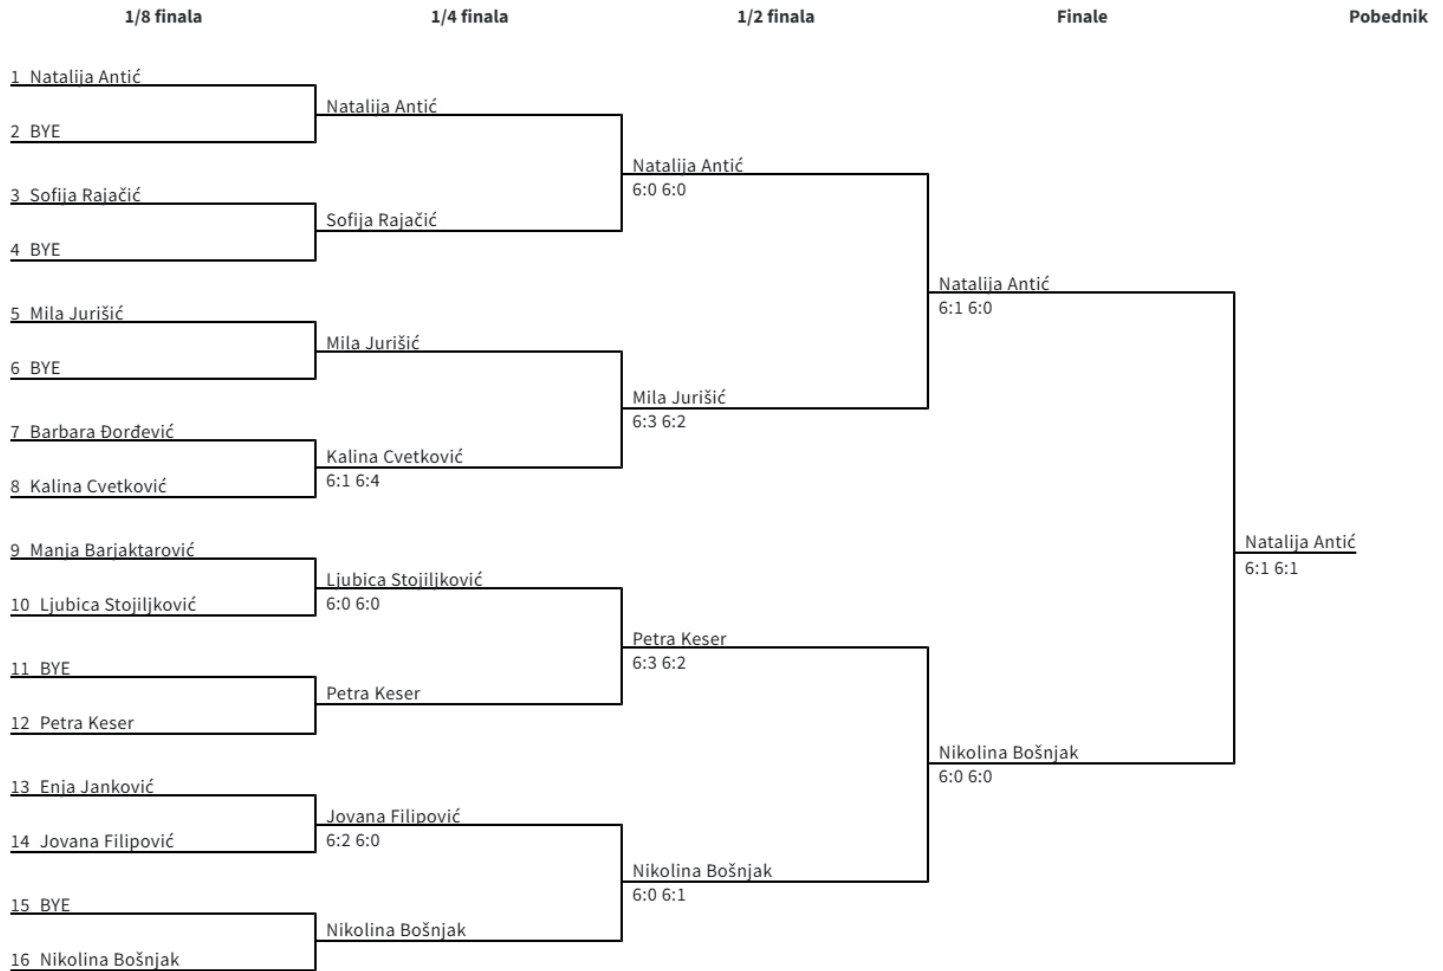 1/8 finala
1/4 finala
1/2 finala
Finale
Pobednik
1 Natalija Antić
2 BYE
3 Sofija Rajačić
4 BYE
5 Mila Jurišić
6 BYE
7 Barbara Đorđević
8 Kalina Cvetković
9 Manja Barjaktarović
10 Ljubica Stojiljković
11 BYE
12 Petra Keser
13 Enja Janković
14 Jovana Filipović
15 BYE
16 Nikolina Bošnjak
Natalija Antić
Sofija Rajačić
Mila Jurišić
Kalina Cvetković
6:1 6:4
Ljubica Stojiljković
6:0 6:0
Petra Keser
Jovana Filipović
6:2 6:0
Nikolina Bošnjak
Natalija Antić
6:0 6:0
Mila Jurišić
6:3 6:2
Petra Keser
6:3 6:2
Nikolina Bošnjak
6:0 6:1
Natalija Antić
6:1 6:0
Nikolina Bošnjak
6:0 6:0
Natalija Antić
6:1 6:1